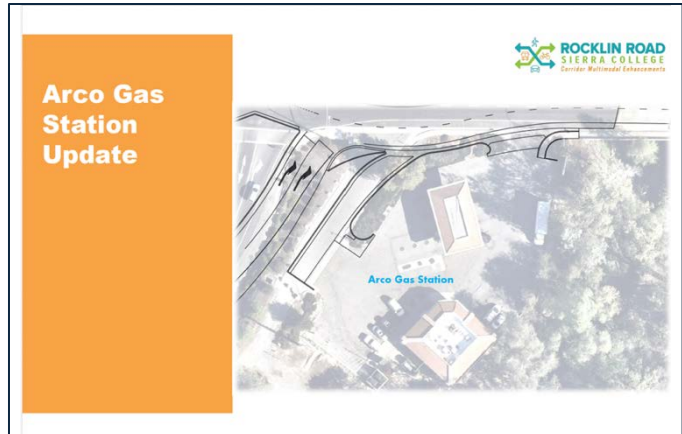 Arco Gas
Station
Update
ROCKLIN ROAD
SIERRA COLLEGE
Corridor Multimodal Enhancements
Arco Gas Station